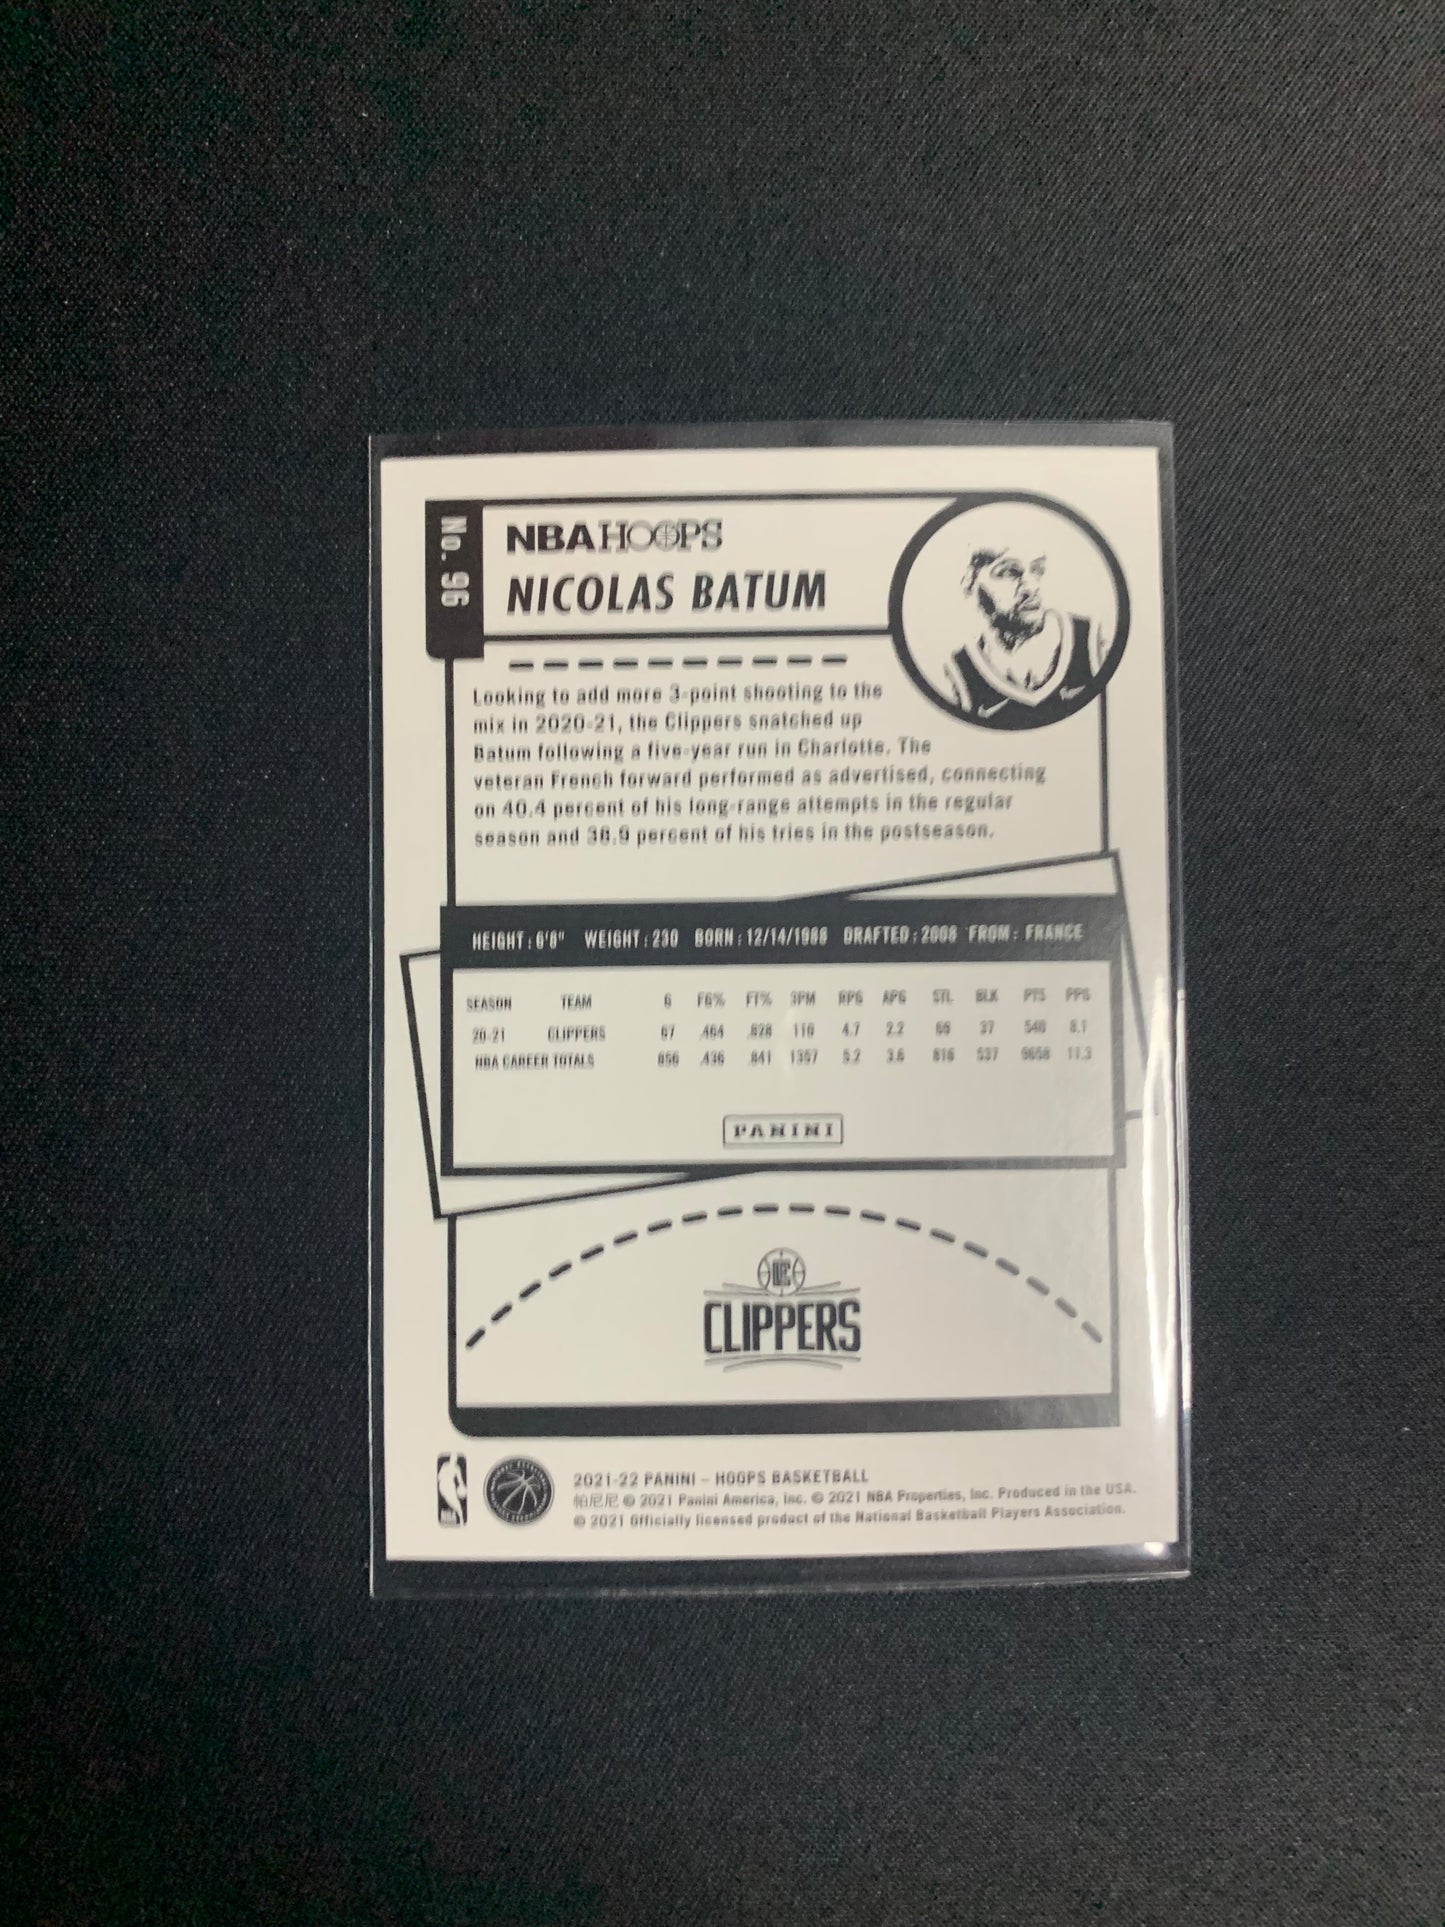 No. 96
NBA HOOPS
NICOLAS BATUM
Looking to add more 3-point shooting to the
mix in 2020-21, the Clippers snatched up
Batum following a five-year run in Charlotte. The
veteran French forward performed as advertised, connecting
on 40.4 percent of his long-range attempts in the regular
season and 38.9 percent of his tries in the postseason.
HEIGHT: 6'8" WEIGHT: 230 BORN: 12/14/1988 DRAFTED: 2008 FROM: FRANCE
SEASON TEAM G FG% FT% 3PM RPG APG STL BLK PTS PPG
20-21 CLIPPERS 67 .464 .828 116 4.7 2.2 66 37 546 8.1
NBA CAREER TOTALS 856 .436 .841 1357 5.2 3.6 816 537 9658 11.3
PANINI
LAC
CLIPPERS
NBA
2021-22 PANINI – HOOPS BASKETBALL
帕尼尼 © 2021 Panini America, Inc. © 2021 NBA Properties, Inc. Produced in the USA.
© 2021 Officially licensed product of the National Basketball Players Association.